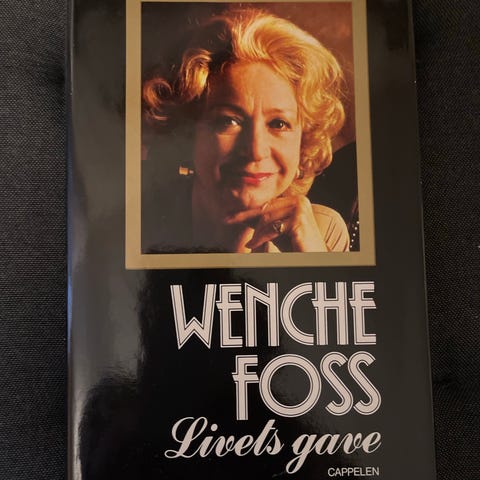 WENCHE
FOSS
Livets gave
CAPPELEN